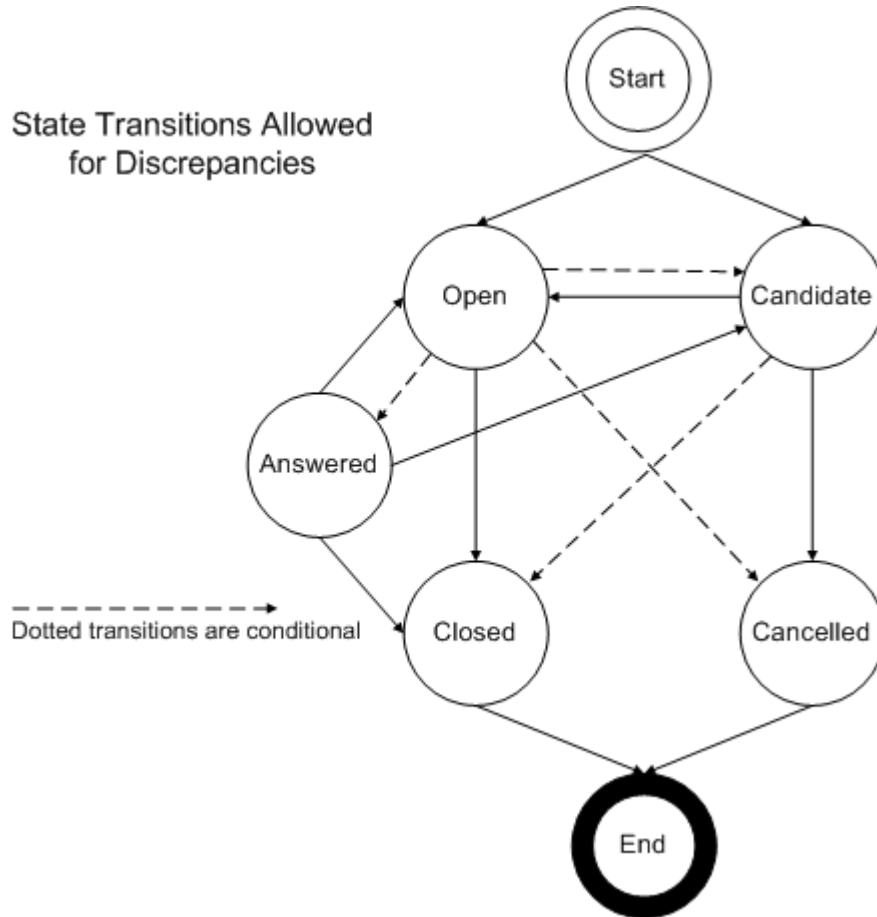 Start
State Transitions Allowed
for Discrepancies
Open
Candidate
Answered
Dotted transitions are conditional
Closed
Cancelled
End